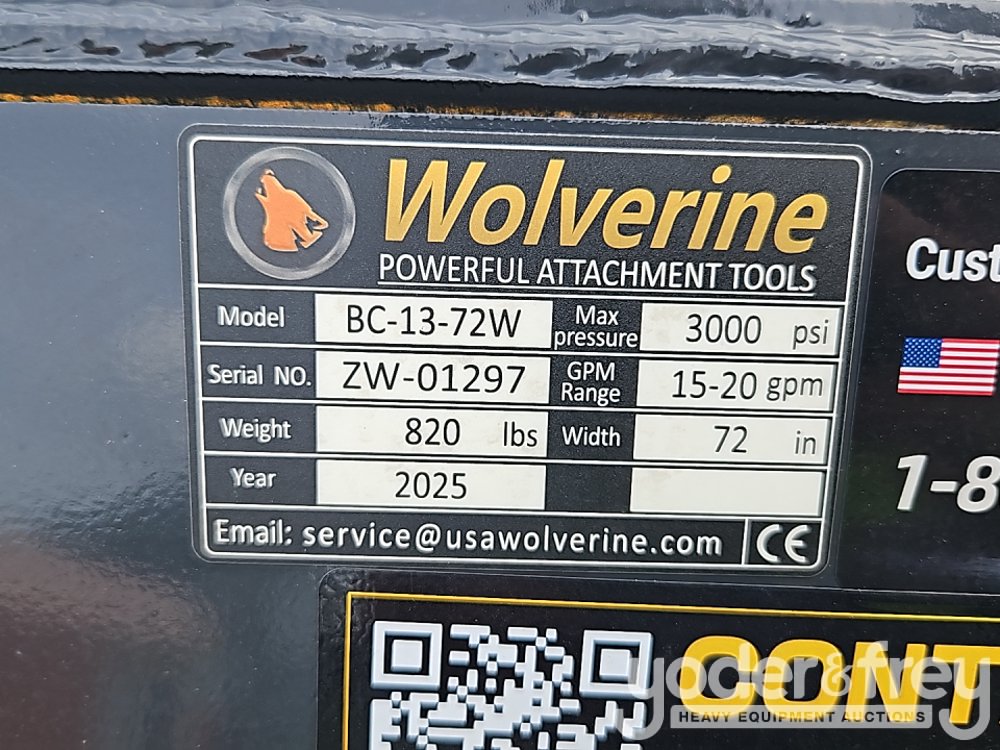 Wolverine
POWERFUL ATTACHMENT TOOLS
Model BC-13-72W Max pressure 3000 psi
Serial NO. ZW-01297 GPM Range 15-20 gpm
Weight 820 lbs Width 72 in
Year 2025
Email: service@usawolverine.com CE
Cust
1-8
CONT
yoder&frey
HEAVY EQUIPMENT AUCTIONS